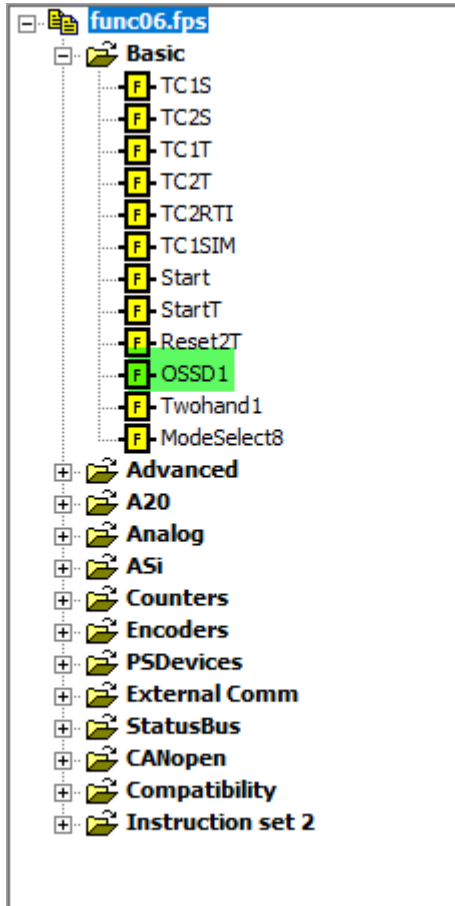 func06.fps
Basic
F TC1S
F TC2S
F TC1T
F TC2T
F TC2RTI
F TC1SIM
F Start
F StartT
F Reset2T
F OSSD1
F Twohand1
F ModeSelect8
Advanced
A20
Analog
ASi
Counters
Encoders
PSDevices
External Comm
StatusBus
CANopen
Compatibility
Instruction set 2